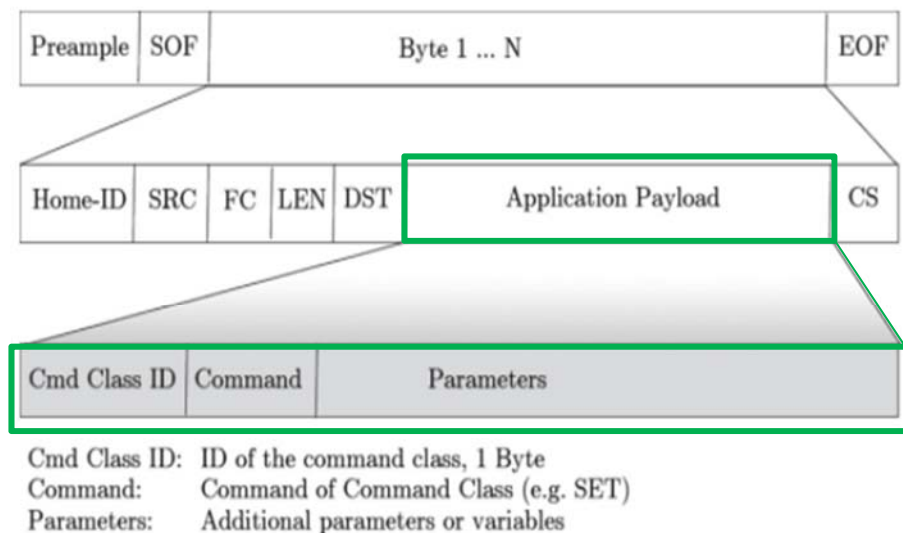 Preample SOF Byte 1 ... N EOF
Home-ID SRC FC LEN DST Application Payload CS
Cmd Class ID Command Parameters
Cmd Class ID: ID of the command class, 1 Byte
Command: Command of Command Class (e.g. SET)
Parameters: Additional parameters or variables